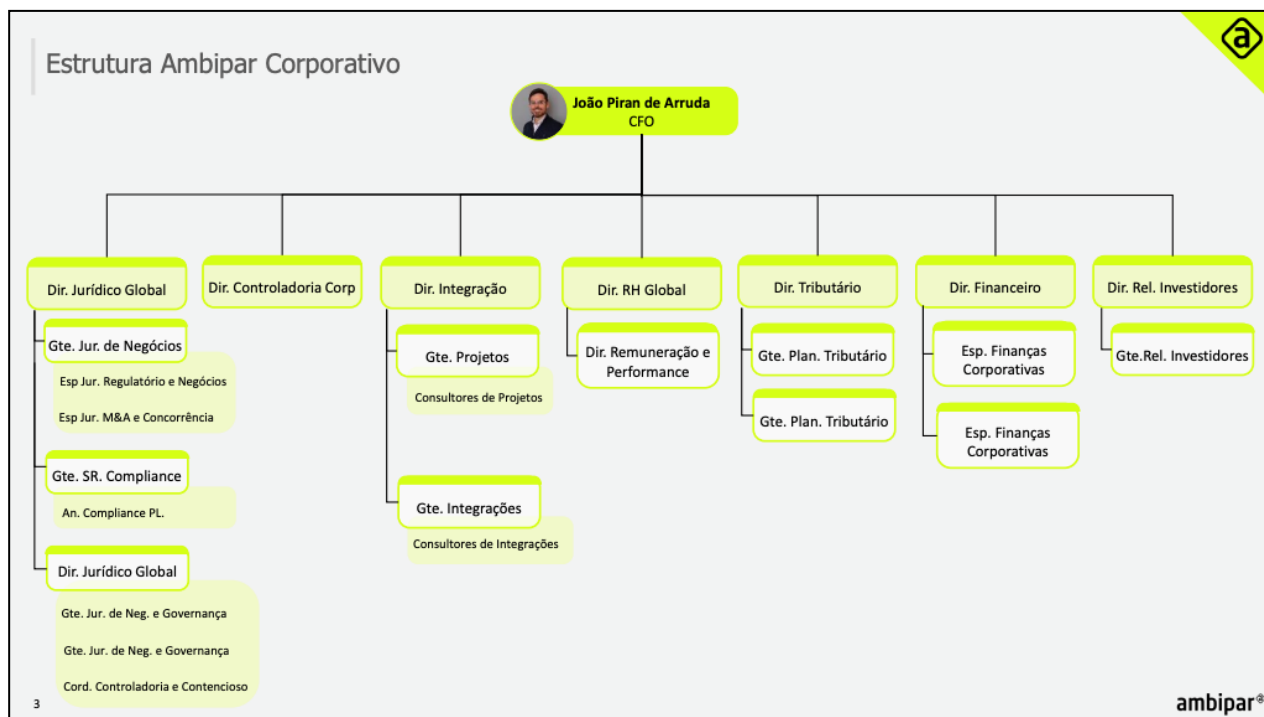 Estrutura Ambipar Corporativo
a
João Piran de Arruda
CFO
Dir. Jurídico Global
Gte. Jur. de Negócios
Esp Jur. Regulatório e Negócios
Esp Jur. M&A e Concorrência
Gte. SR. Compliance
An. Compliance PL.
Dir. Jurídico Global
Gte. Jur. de Neg. e Governança
Gte. Jur. de Neg. e Governança
Cord. Controladoria e Contencioso
Dir. Controladoria Corp
Dir. Integração
Gte. Projetos
Consultores de Projetos
Gte. Integrações
Consultores de Integrações
Dir. RH Global
Dir. Remuneração e
Performance
Dir. Tributário
Gte. Plan. Tributário
Gte. Plan. Tributário
Dir. Financeiro
Esp. Finanças
Corporativas
Esp. Finanças
Corporativas
Dir. Rel. Investidores
Gte.Rel. Investidores
3
ambipar®